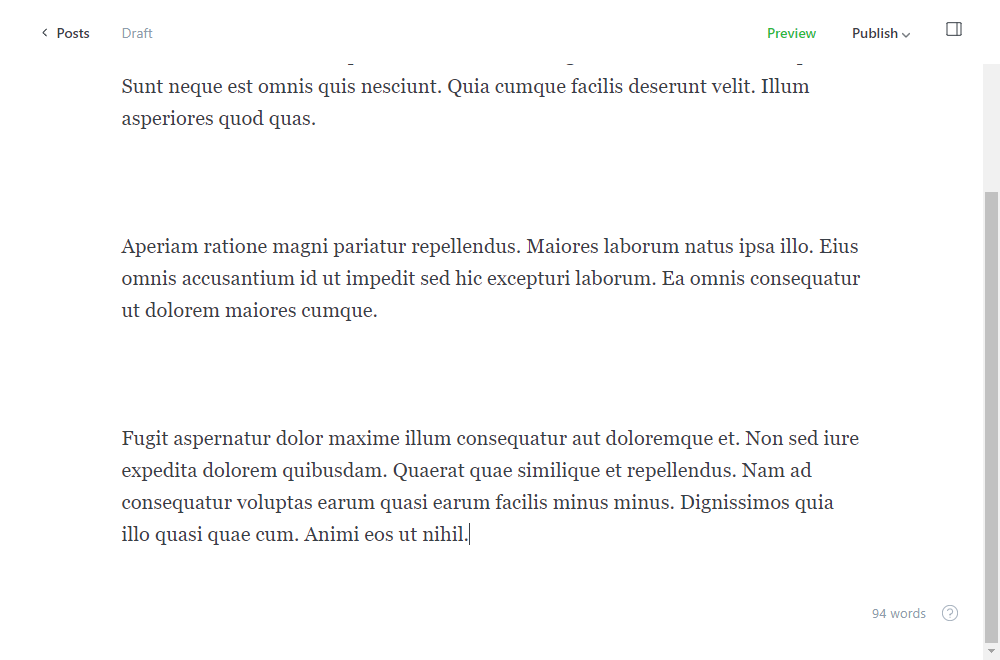 Posts
Draft
Preview
Publish
Sunt neque est omnis quis nesciunt. Quia cumque facilis deserunt velit. Illum
asperiores quod quas.
Aperiam ratione magni pariatur repellendus. Maiores laborum natus ipsa illo. Eius
omnis accusantium id ut impedit sed hic excepturi laborum. Ea omnis consequatur
ut dolorem maiores cumque.
Fugit aspernatur dolor maxime illum consequatur aut doloremque et. Non sed iure
expedita dolorem quibusdam. Quaerat quae similique et repellendus. Nam ad
consequatur voluptas earum quasi earum facilis minus minus. Dignissimos quia
illo quasi quae cum. Animi eos ut nihil.
94 words
?